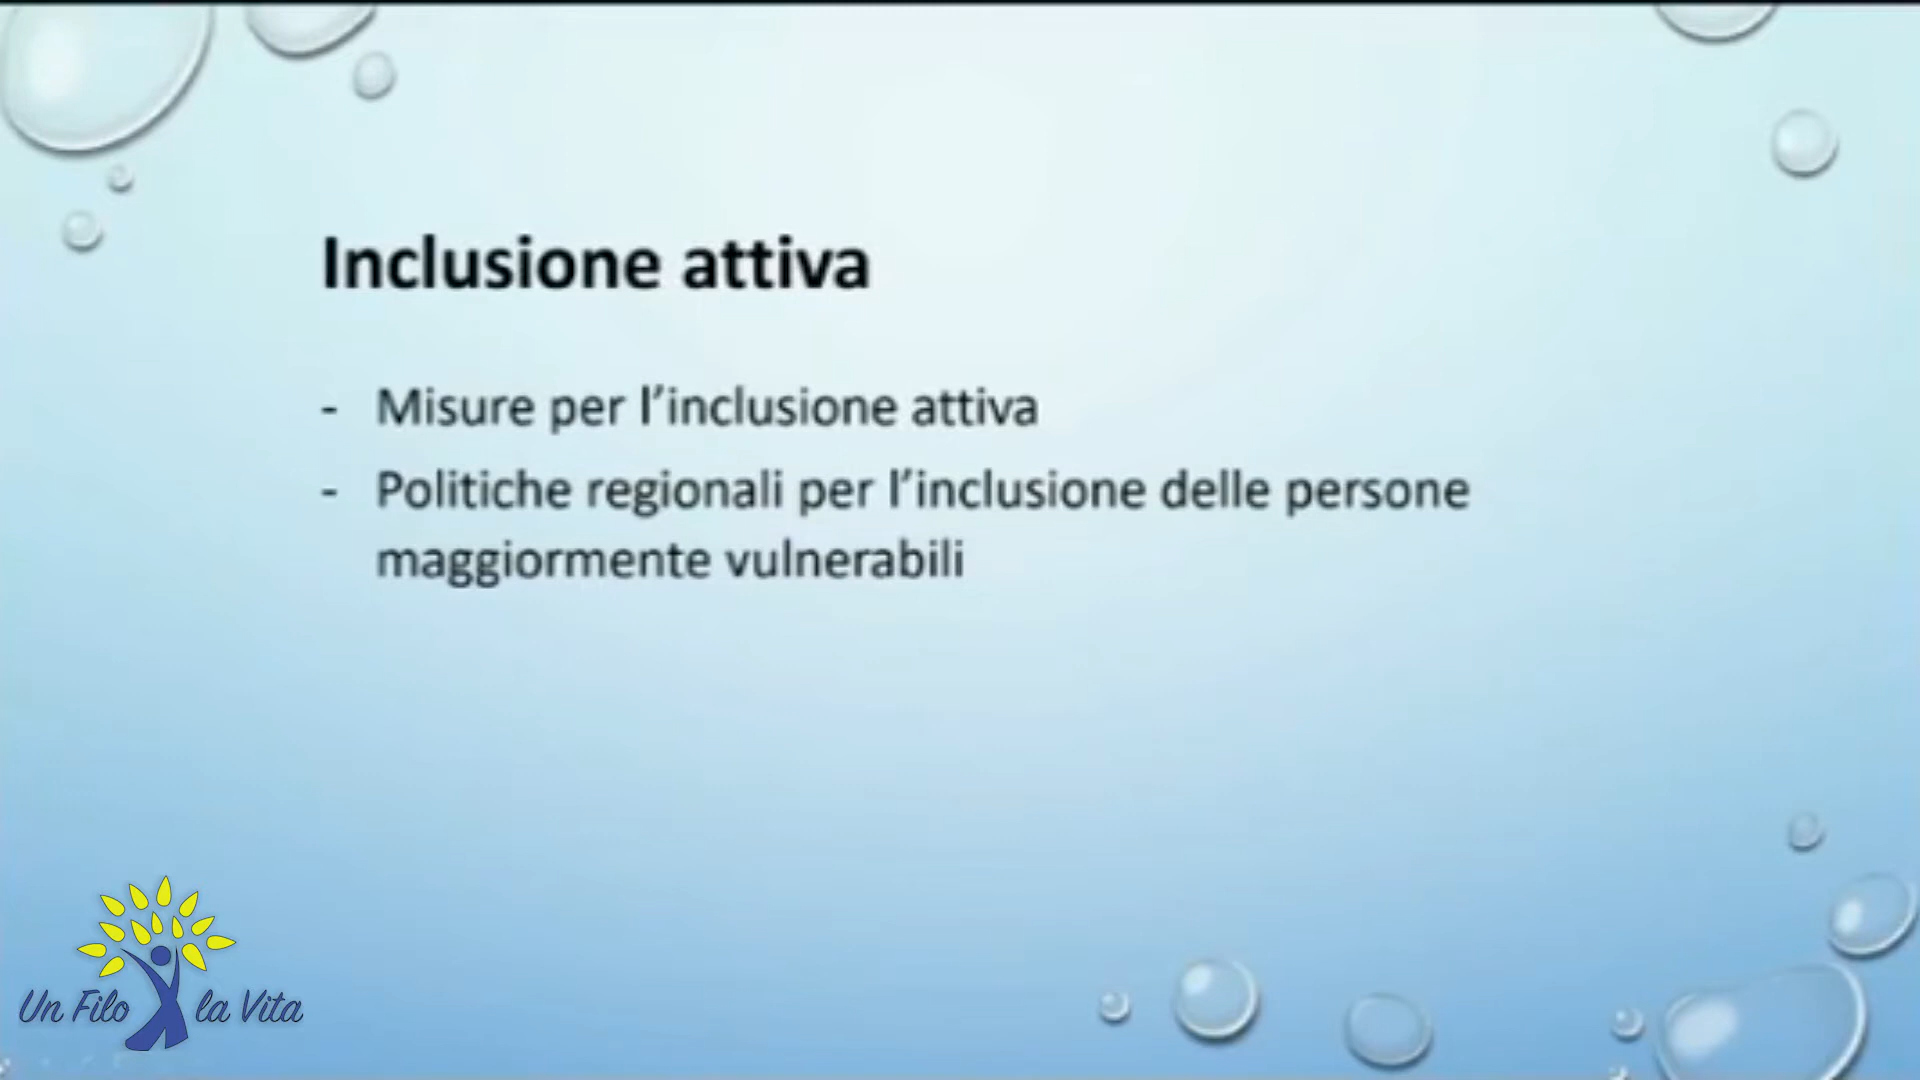 Inclusione attiva
- Misure per l’inclusione attiva
- Politiche regionali per l’inclusione delle persone
maggiormente vulnerabili
Un Filo la Vita